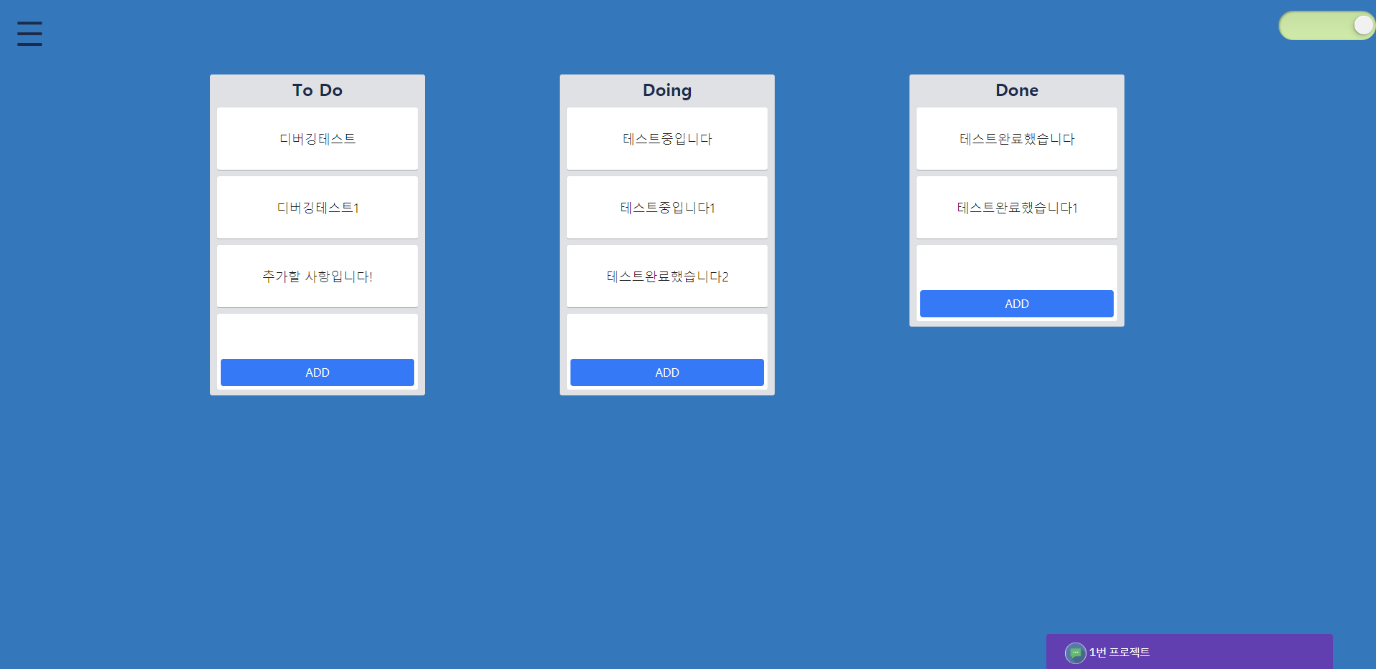 To Do
디버깅테스트
디버깅테스트1
추가할 사항입니다!
ADD
Doing
테스트중입니다
테스트중입니다1
테스트완료했습니다2
ADD
Done
테스트완료했습니다
테스트완료했습니다1
ADD
1번 프로젝트